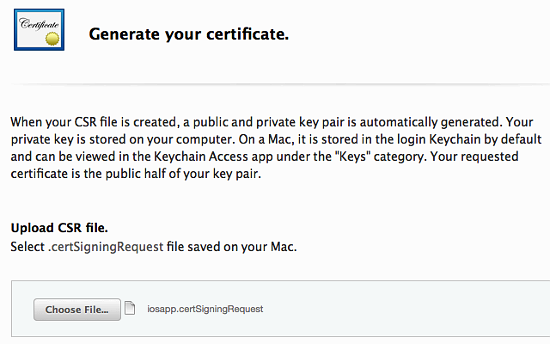 Certificate
Generate your certificate.
When your CSR file is created, a public and private key pair is automatically generated. Your
private key is stored on your computer. On a Mac, it is stored in the login Keychain by default
and can be viewed in the Keychain Access app under the "Keys" category. Your requested
certificate is the public half of your key pair.
Upload CSR file.
Select .certSigningRequest file saved on your Mac.
Choose File... iosapp.certSigningRequest